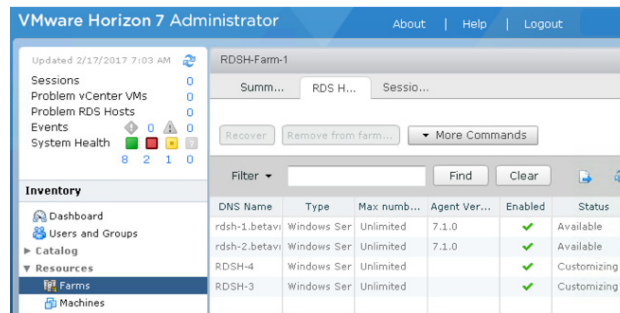 VMware Horizon 7 Administrator
About | Help | Logout
Updated 2/17/2017 7:03 AM
Sessions 0
Problem vCenter VMs 0
Problem RDS Hosts 0
Events 0 0
System Health ?
8 2 1 0
Inventory
Dashboard
Users and Groups
Catalog
Resources
Farms
Machines
RDSH-Farm-1
Summ... RDS H... Sessio...
Recover Remove from farm... More Commands
Filter Find Clear
DNS Name Type Max numb... Agent Ver... Enabled Status
rdsh-1.betavi Windows Ser Unlimited 7.1.0 Available
rdsh-2.betavi Windows Ser Unlimited 7.1.0 Available
RDSH-4 Windows Ser Unlimited Customizing
RDSH-3 Windows Ser Unlimited Customizing